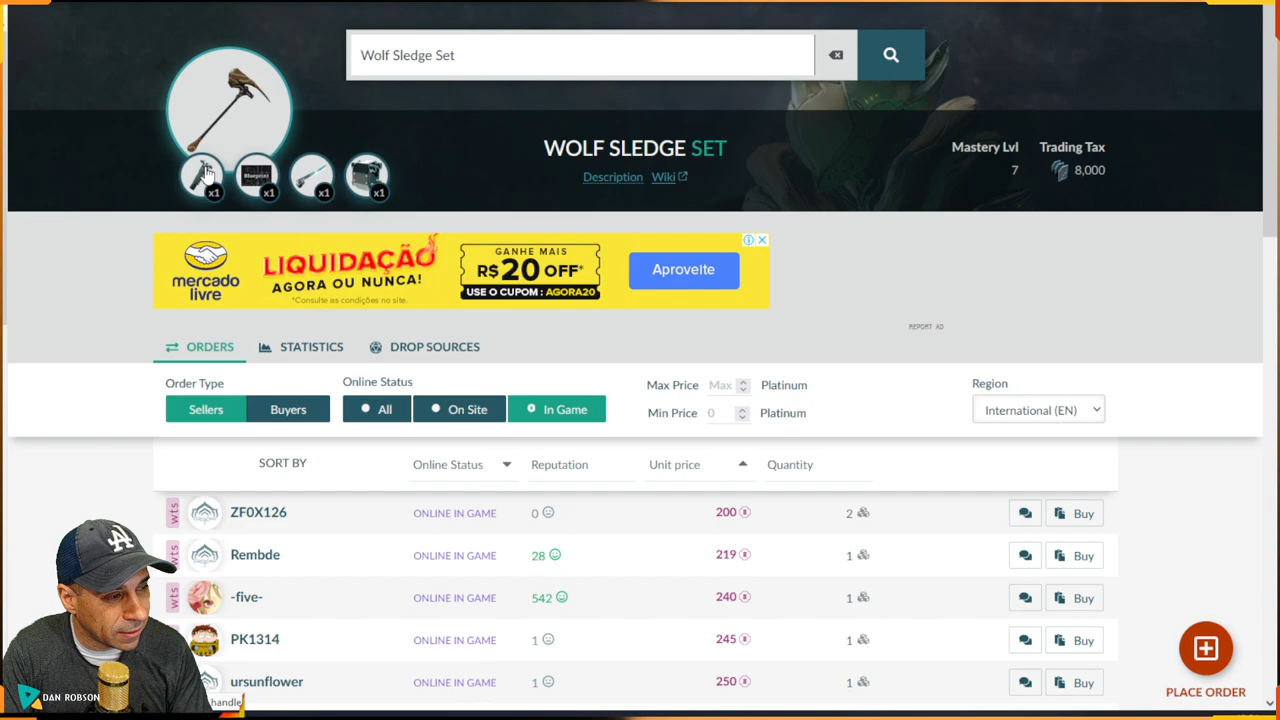 Wolf Sledge Set
WOLF SLEDGE SET
Description Wiki
Mastery Lvl
7
Trading Tax
8,000
x1
Blueprint
x1
x1
x1
mercado
livre
LIQUIDAÇÃO
AGORA OU NUNCA!
*Consulte as condições no site.
GANHE MAIS
R$20 OFF*
USE O CUPOM : AGORA20
Aproveite
REPORT AD
ORDERS STATISTICS DROP SOURCES
Order Type
Sellers Buyers
Online Status
All On Site In Game
Max Price Max Platinum
Min Price 0 Platinum
Region
International (EN)
SORT BY Online Status Reputation Unit price Quantity
wts ZF0X126 ONLINE IN GAME 0 200 2 Buy
wts Rembde ONLINE IN GAME 28 219 1 Buy
wts -five- ONLINE IN GAME 542 240 1 Buy
PK1314 ONLINE IN GAME 1 245 1 Buy
ursunflower ONLINE IN GAME 1 250 1 Buy
PLACE ORDER
handle
DAN ROBSON